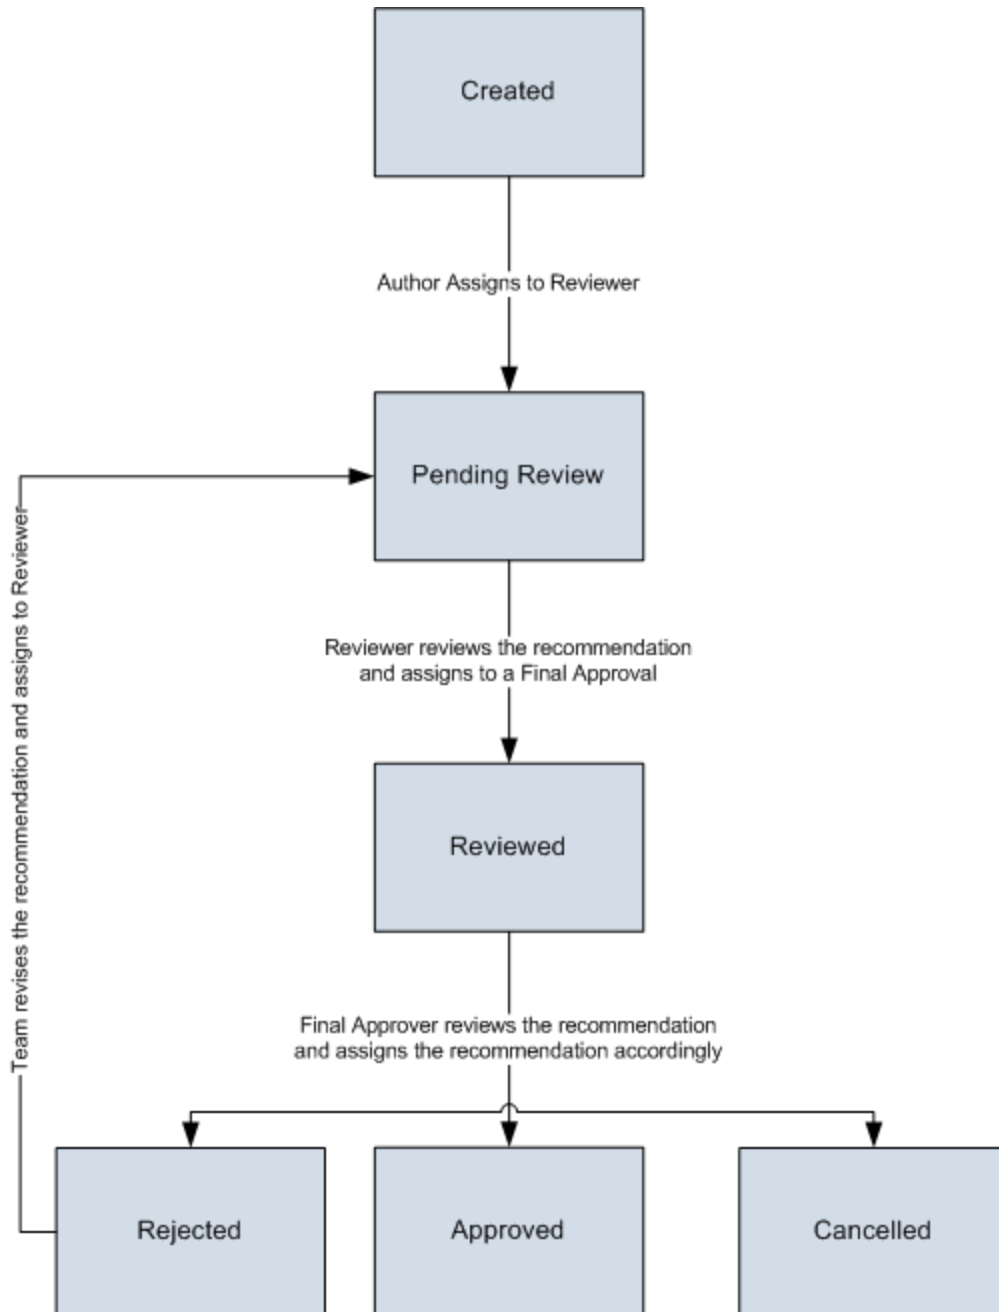 Created
Author Assigns to Reviewer
Pending Review
Team revises the recommendation and assigns to Reviewer
Reviewer reviews the recommendation
and assigns to a Final Approval
Reviewed
Final Approver reviews the recommendation
and assigns the recommendation accordingly
Rejected
Approved
Cancelled